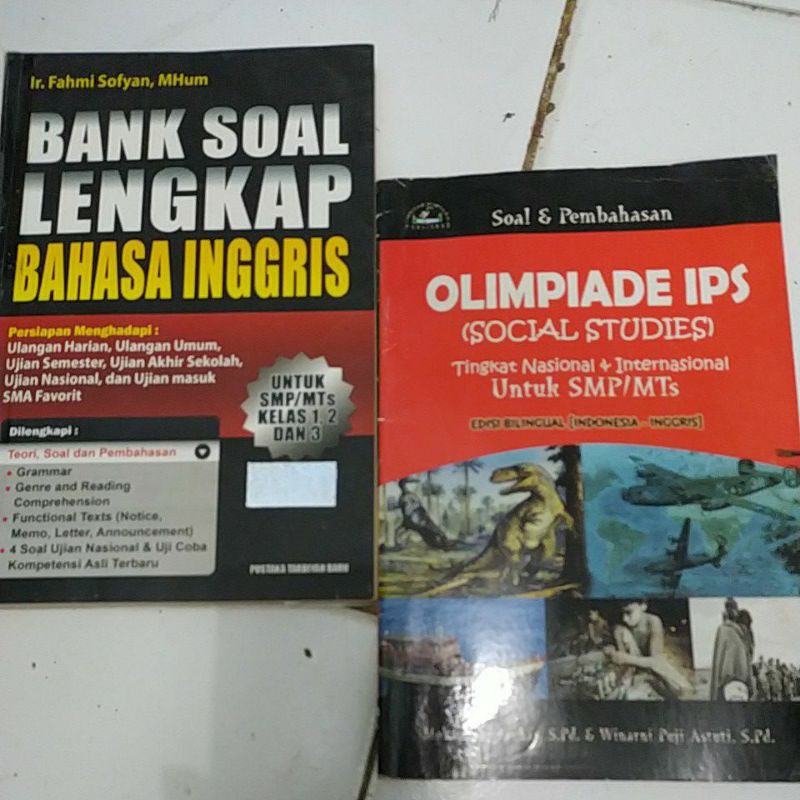 Ir. Fahmi Sofyan, MHum
BANK SOAL
LENGKAP
BAHASA INGGRIS
Persiapan Menghadapi :
Ulangan Harian, Ulangan Umum,
Ujian Semester, Ujian Akhir Sekolah,
Ujian Nasional, dan Ujian masuk
SMA Favorit
UNTUK
SMP/MTs
KELAS 1, 2
DAN 3
Dilengkapi :
Teori, Soal dan Pembahasan
• Grammar
• Genre and Reading
Comprehension
• Functional Texts (Notice,
Memo, Letter, Announcement)
• 4 Soal Ujian Nasional & Uji Coba
Kompetensi Asli Terbaru
PUSTAKA BARU
Soal & Pembahasan
OLIMPIADE IPS
(SOCIAL STUDIES)
Tingkat Nasional & Internasional
Untuk SMP/MTs
EDISI BILINGUAL [INDONESIA - INGGRIS]
S.Pd. & Winarni Puji Astuti, S.Pd.